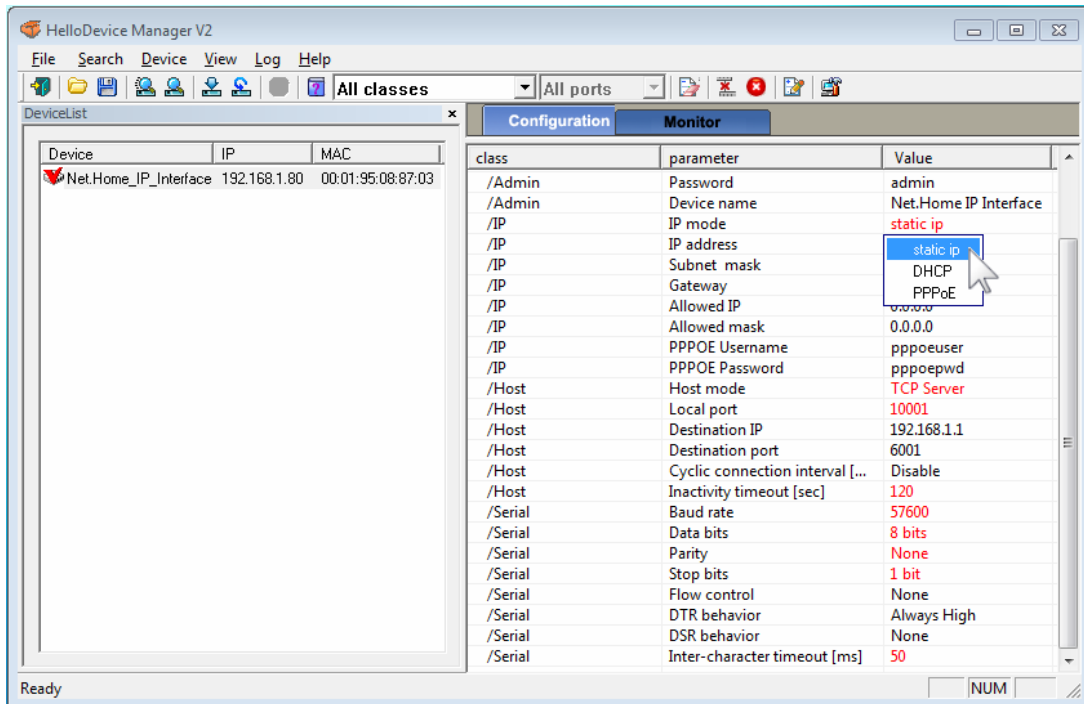 HelloDevice Manager V2
File Search Device View Log Help
All classes All ports
DeviceList x
Configuration Monitor
Device IP MAC
Net.Home_IP_Interface 192.168.1.80 00:01:95:08:87:03
class parameter Value
/Admin Password admin
/Admin Device name Net.Home IP Interface
/IP IP mode static ip
/IP IP address
static ip
/IP Subnet mask
DHCP
/IP Gateway
PPPoE
/IP Allowed IP 0.0.0.0
/IP Allowed mask 0.0.0.0
/IP PPPOE Username pppoeuser
/IP PPPOE Password pppoepwd
/Host Host mode TCP Server
/Host Local port 10001
/Host Destination IP 192.168.1.1
/Host Destination port 6001
/Host Cyclic connection interval [... Disable
/Host Inactivity timeout [sec] 120
/Serial Baud rate 57600
/Serial Data bits 8 bits
/Serial Parity None
/Serial Stop bits 1 bit
/Serial Flow control None
/Serial DTR behavior Always High
/Serial DSR behavior None
/Serial Inter-character timeout [ms] 50
Ready NUM